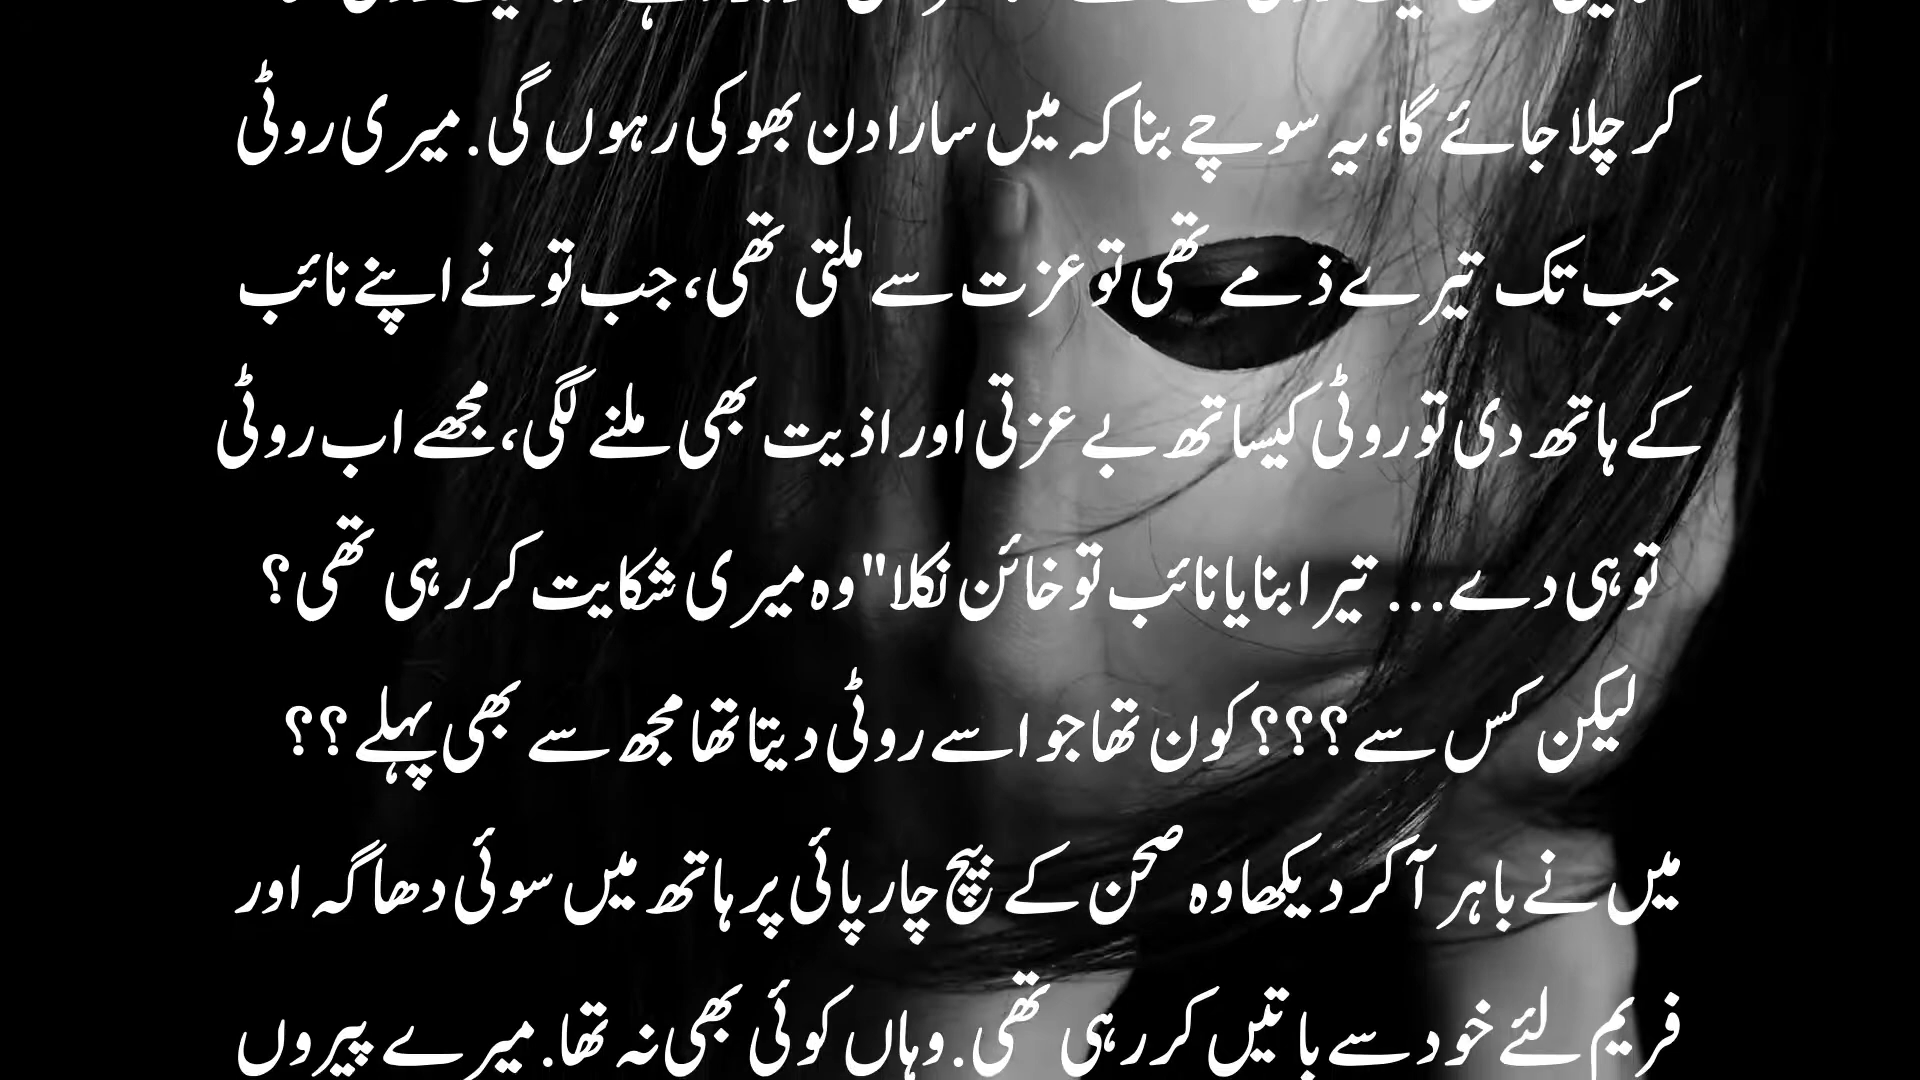 کر چلا جائے گا، یہ سوچے بنا کہ میں سارا دن بھوکی رہوں گی. میری روٹی
جب تک تیرے ذمے تھی تو عزت سے ملتی تھی، جب تو نے اپنے نائب
کے ہاتھ دی تو روٹی کیساتھ بے عزتی اور اذیت بھی ملنے لگی، مجھے اب روٹی
تو ہی دے... تیرا بنایا نائب تو خائن نکلا" وہ میری شکایت کر رہی تھی؟
لیکن کس سے؟؟؟ کون تھا جو اسے روٹی دیتا تھا مجھ سے بھی پہلے؟؟
میں نے باہر آ کر دیکھا وہ صحن کے بیچ چارپائی پر ہاتھ میں سوئی دھاگہ اور
فریم لئے خود سے باتیں کر رہی تھی. وہاں کوئی بھی نہ تھا. میرے پیروں